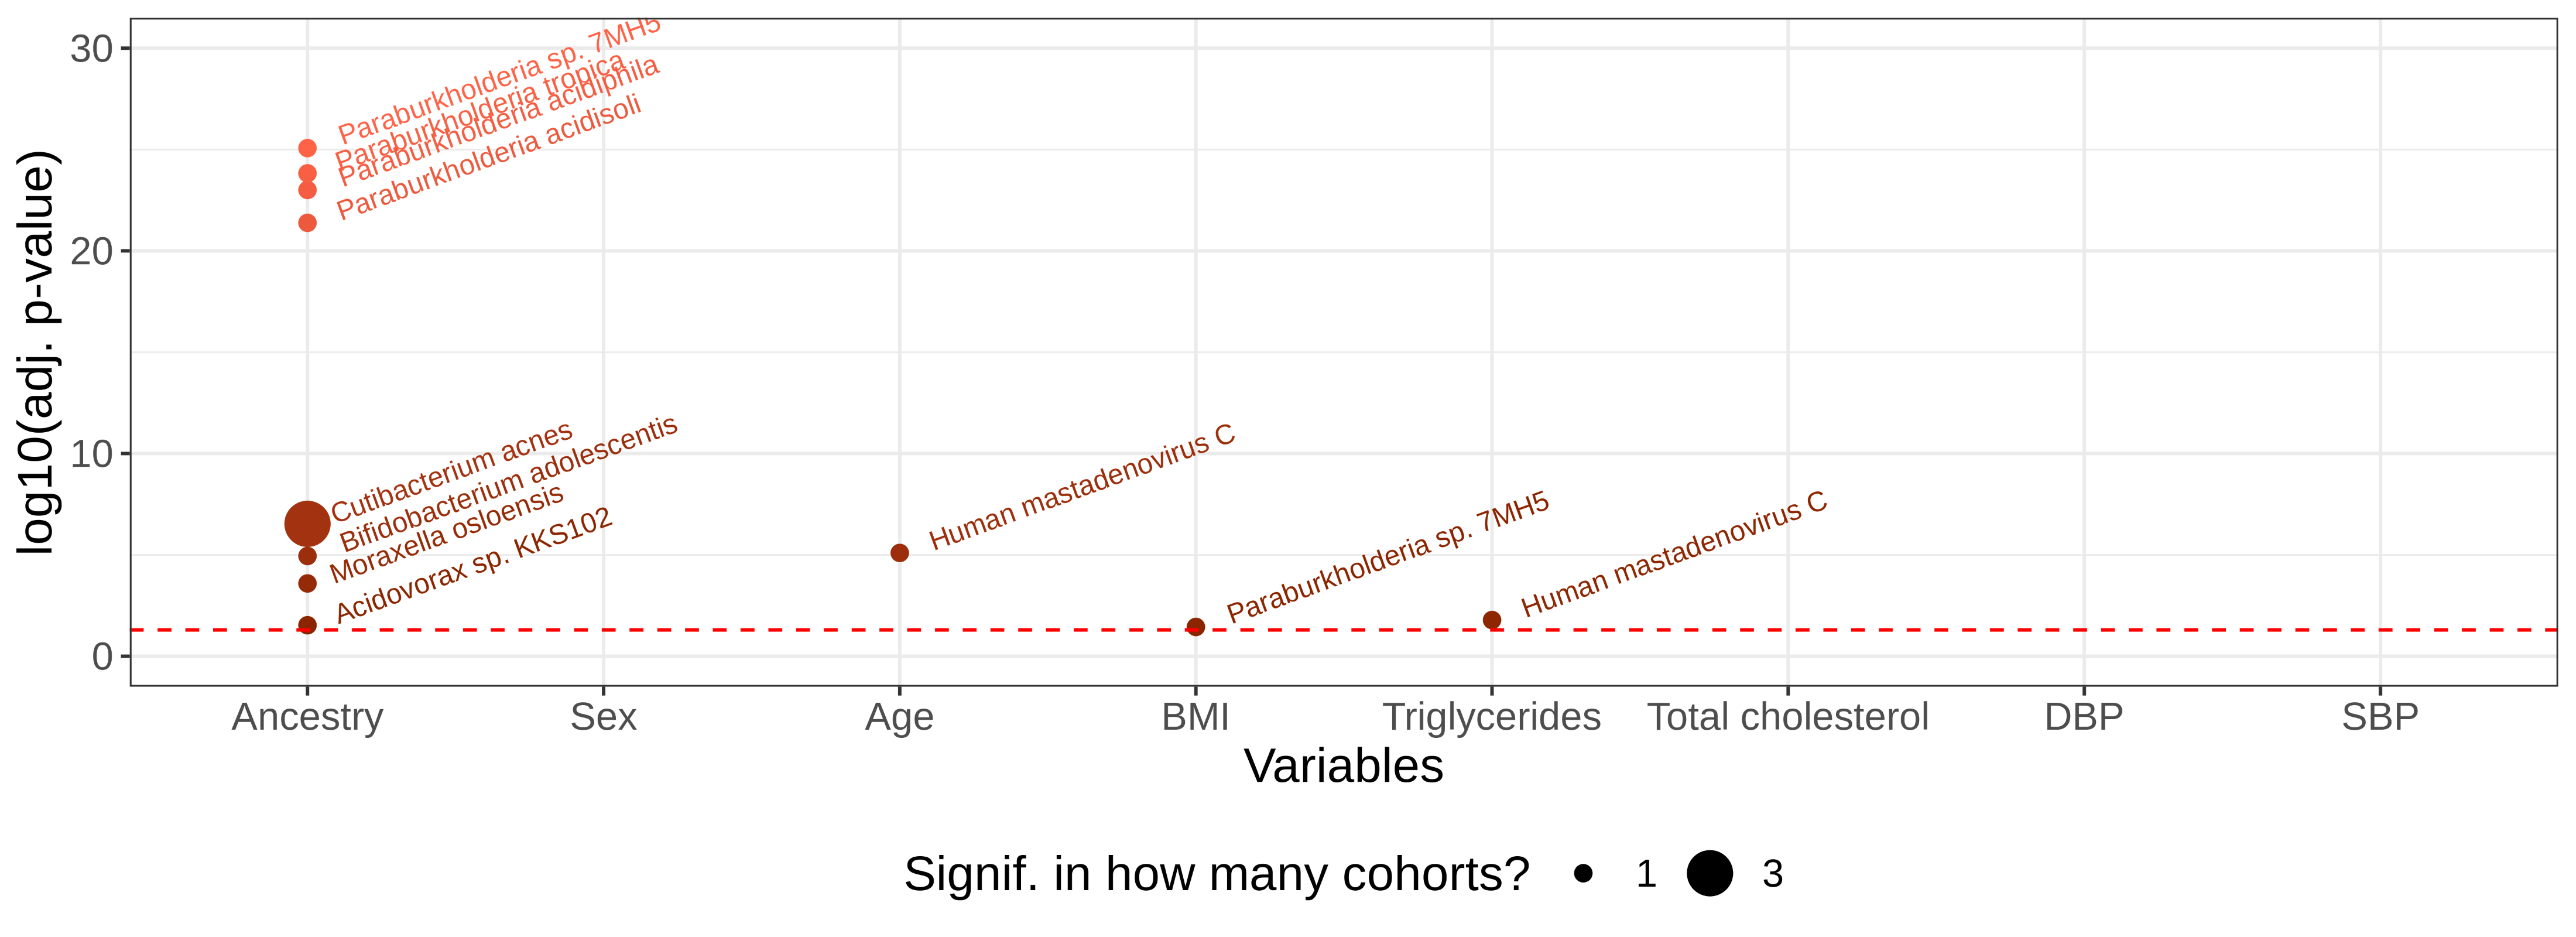 log10(adj. p-value)
30
20
10
0
Paraburkholderia sp. 7MH5
Paraburkholderia tropica
Paraburkholderia acidiphila
Paraburkholderia acidisoli
Cutibacterium acnes
Bifidobacterium adolescentis
Moraxella osloensis
Acidovorax sp. KKS102
Human mastadenovirus C
Paraburkholderia sp. 7MH5
Human mastadenovirus C
Ancestry Sex Age BMI Triglycerides Total cholesterol DBP SBP
Variables
Signif. in how many cohorts? 1 3